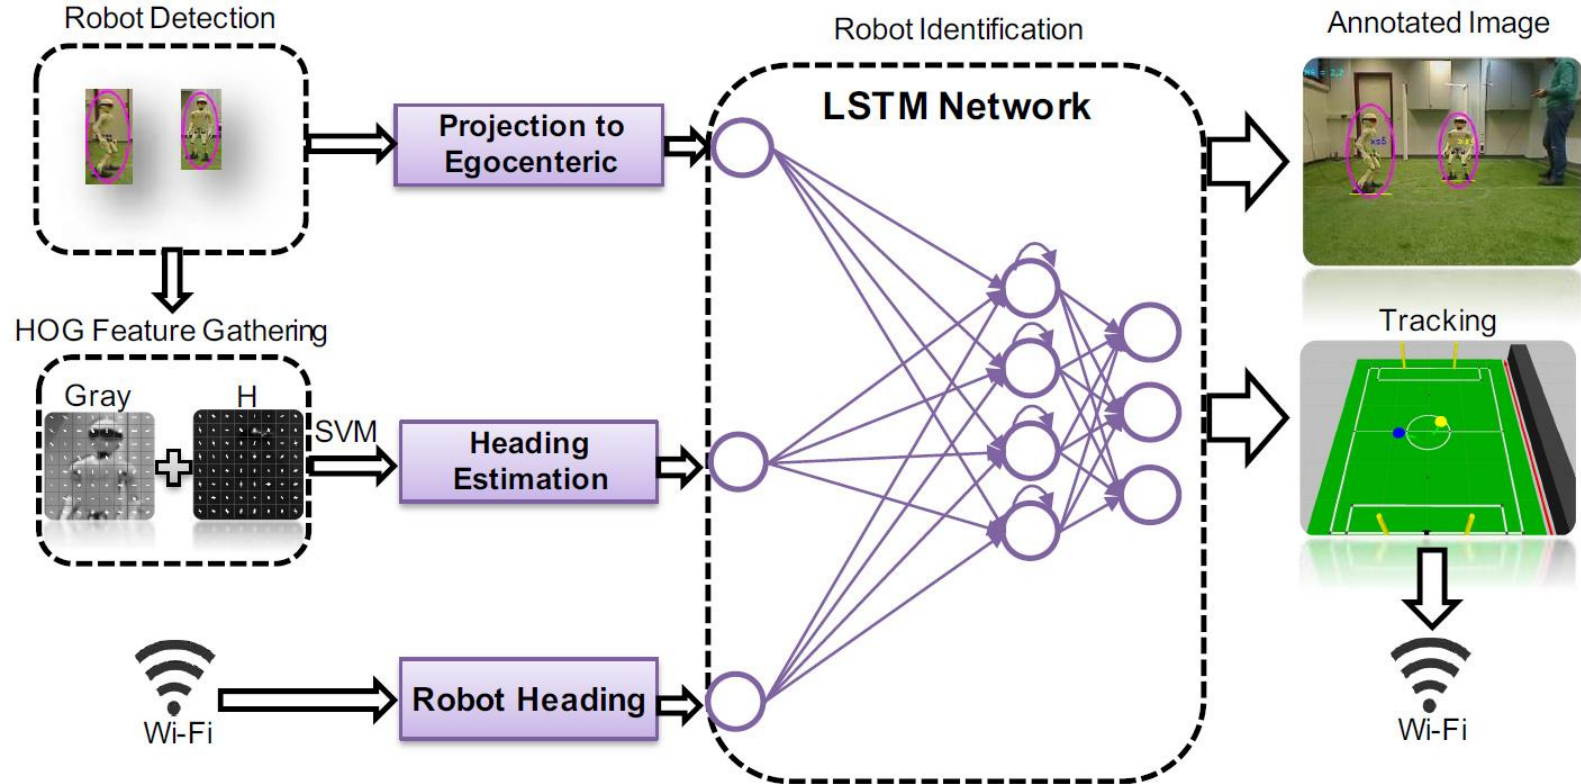 Robot Detection
Projection to
Egocenteric
HOG Feature Gathering
Gray
H
SVM
Heading
Estimation
Wi-Fi
Robot Heading
Robot Identification
LSTM Network
Annotated Image
Tracking
Wi-Fi